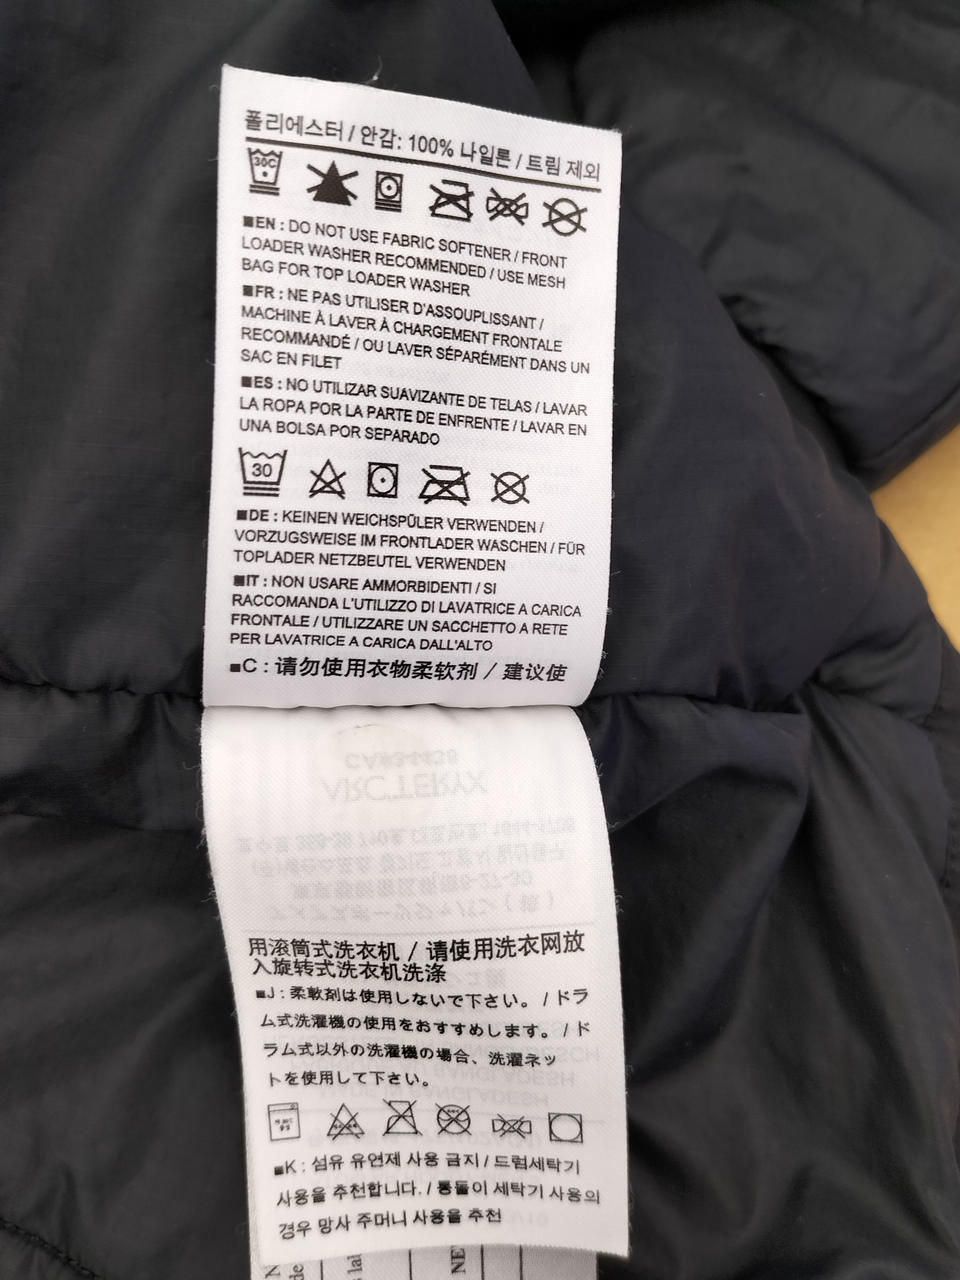 폴리에스터 / 안감: 100% 나일론 / 트림 제외
30C
■EN : DO NOT USE FABRIC SOFTENER / FRONT
LOADER WASHER RECOMMENDED / USE MESH
BAG FOR TOP LOADER WASHER
■FR : NE PAS UTILISER D'ASSOUPLISSANT /
MACHINE À LAVER À CHARGEMENT FRONTALE
RECOMMANDÉ / OU LAVER SÉPARÉMENT DANS UN
SAC EN FILET
■ES : NO UTILIZAR SUAVIZANTE DE TELAS / LAVAR
LA ROPA POR LA PARTE DE ENFRENTE / LAVAR EN
UNA BOLSA POR SEPARADO
30
■DE : KEINEN WEICHSPÜLER VERWENDEN /
VORZUGSWEISE IM FRONTLADER WASCHEN / FÜR
TOPLADER NETZBEUTEL VERWENDEN
■IT : NON USARE AMMORBIDENTI / SI
RACCOMANDA L'UTILIZZO DI LAVATRICE A CARICA
FRONTALE / UTILIZZARE UN SACCHETTO A RETE
PER LAVATRICE A CARICA DALL'ALTO
■C : 请勿使用衣物柔软剂 / 建议使
CA#34438
ARC'TERYX
用滚筒式洗衣机 / 请使用洗衣网放
入旋转式洗衣机洗涤
■J : 柔軟剤は使用しないで下さい。 / ドラ
ム式洗濯機の使用をおすすめします。 / ド
ラム式以外の洗濯機の場合、洗濯ネッ
トを使用して下さい。
■K : 섬유 유연제 사용 금지 / 드럼세탁기
사용을 추천합니다. / 통돌이 세탁기 사용의
경우 망사 주머니 사용을 추천